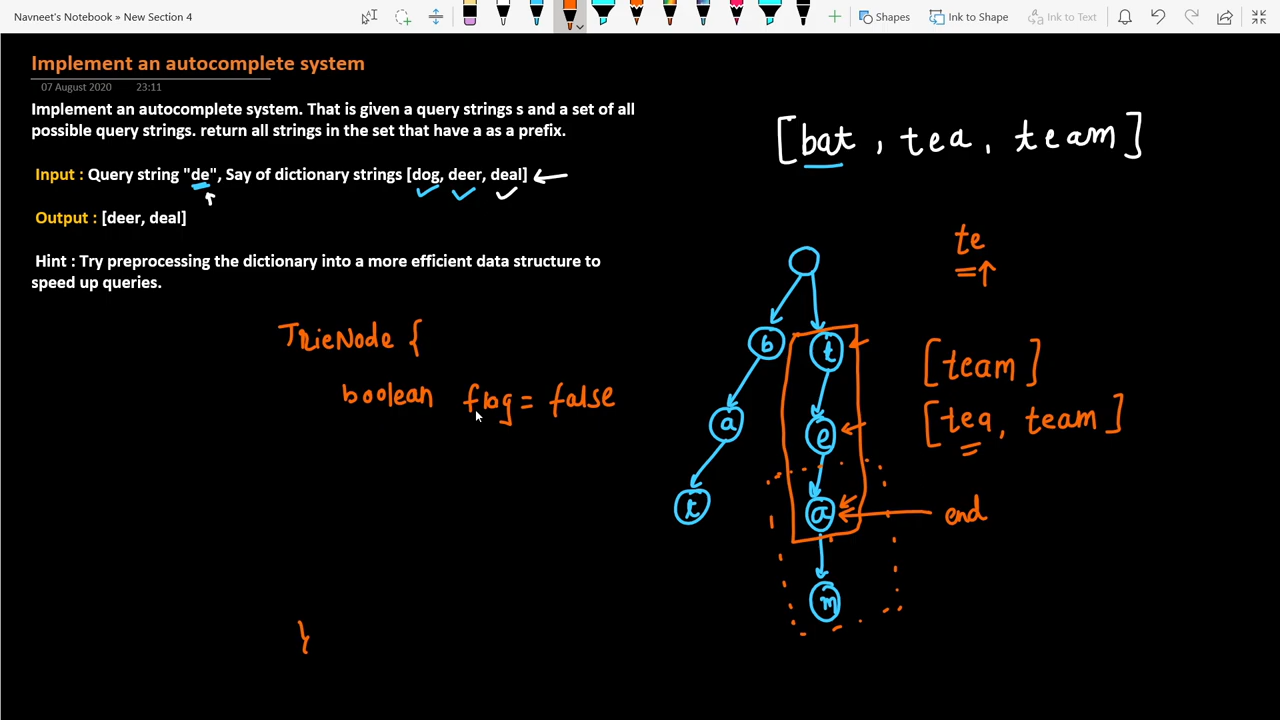 Navneet's Notebook » New Section 4
Shapes
Ink to Shape
Ink to Text
Implement an autocomplete system
07 August 2020 23:11
Implement an autocomplete system. That is given a query strings s and a set of all
possible query strings. return all strings in the set that have a as a prefix.
Input : Query string "de", Say of dictionary strings [dog, deer, deal]
Output : [deer, deal]
Hint : Try preprocessing the dictionary into a more efficient data structure to
speed up queries.
[bat, tea, team]
TrieNode {
boolean flag = false
}
b
a
t
t
e
a
m
te
[team]
[tea, team]
end